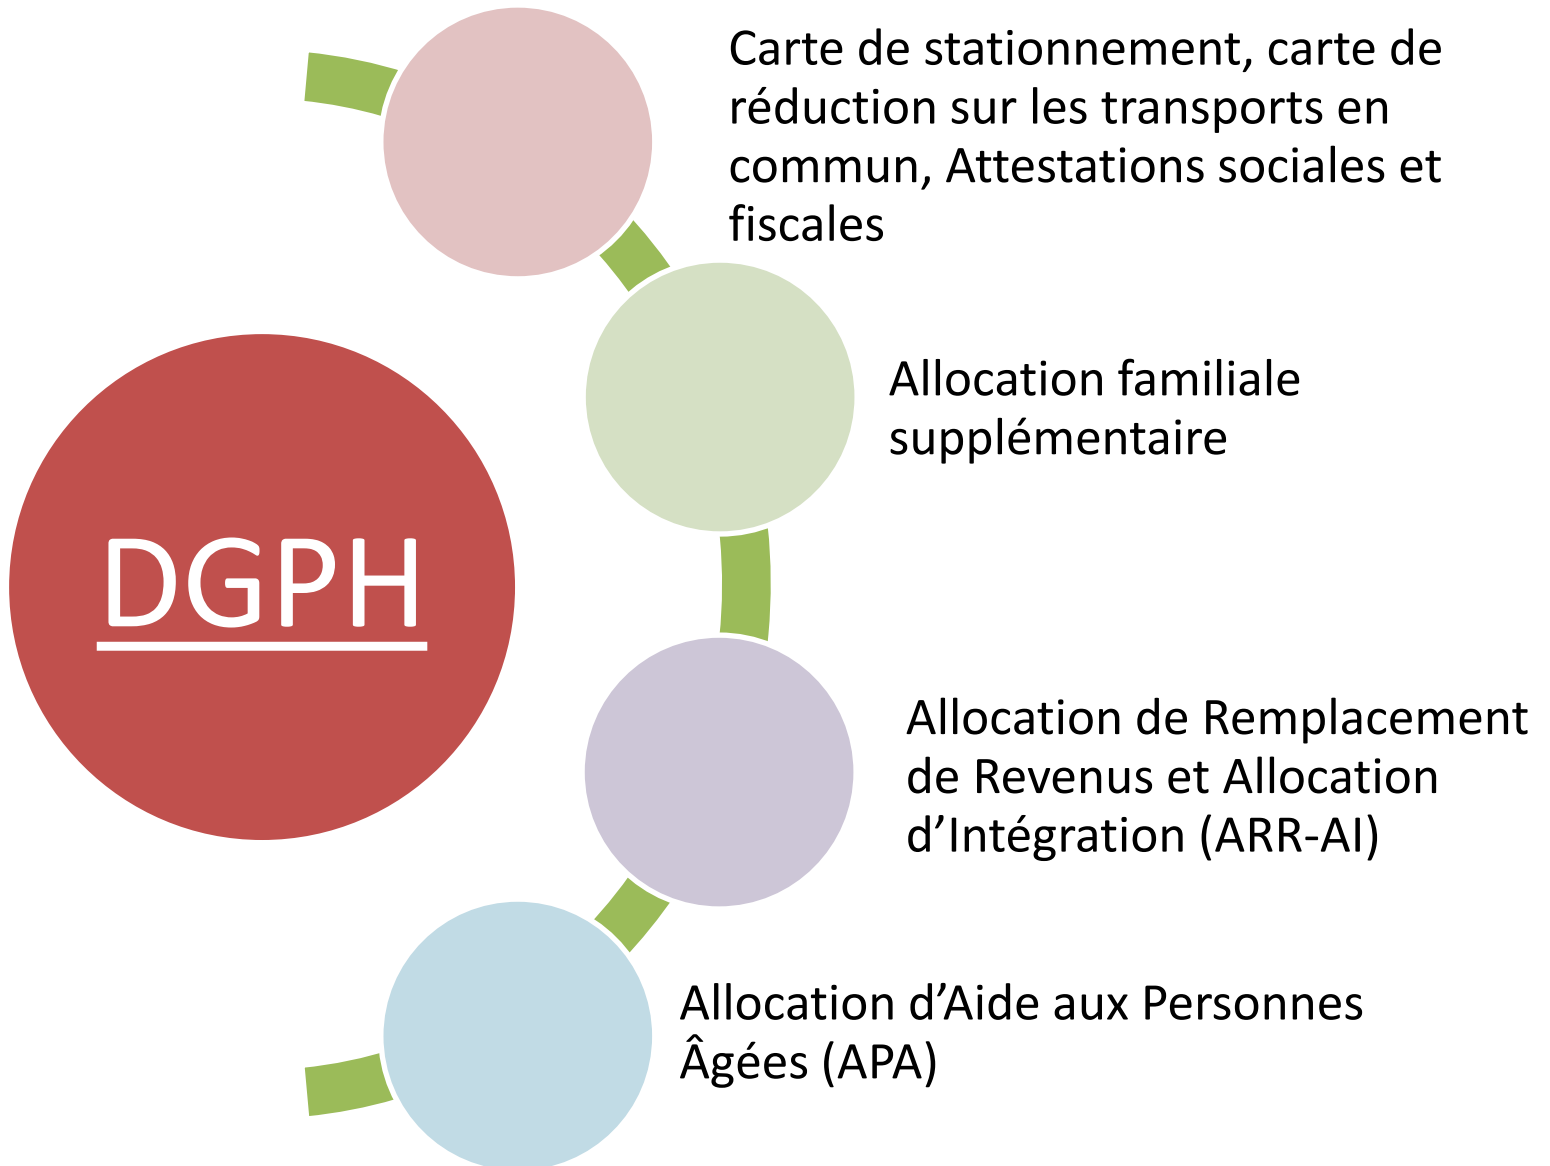 DGPH
Carte de stationnement, carte de
réduction sur les transports en
commun, Attestations sociales et
fiscales
Allocation familiale
supplémentaire
Allocation de Remplacement
de Revenus et Allocation
d’Intégration (ARR-AI)
Allocation d’Aide aux Personnes
Âgées (APA)